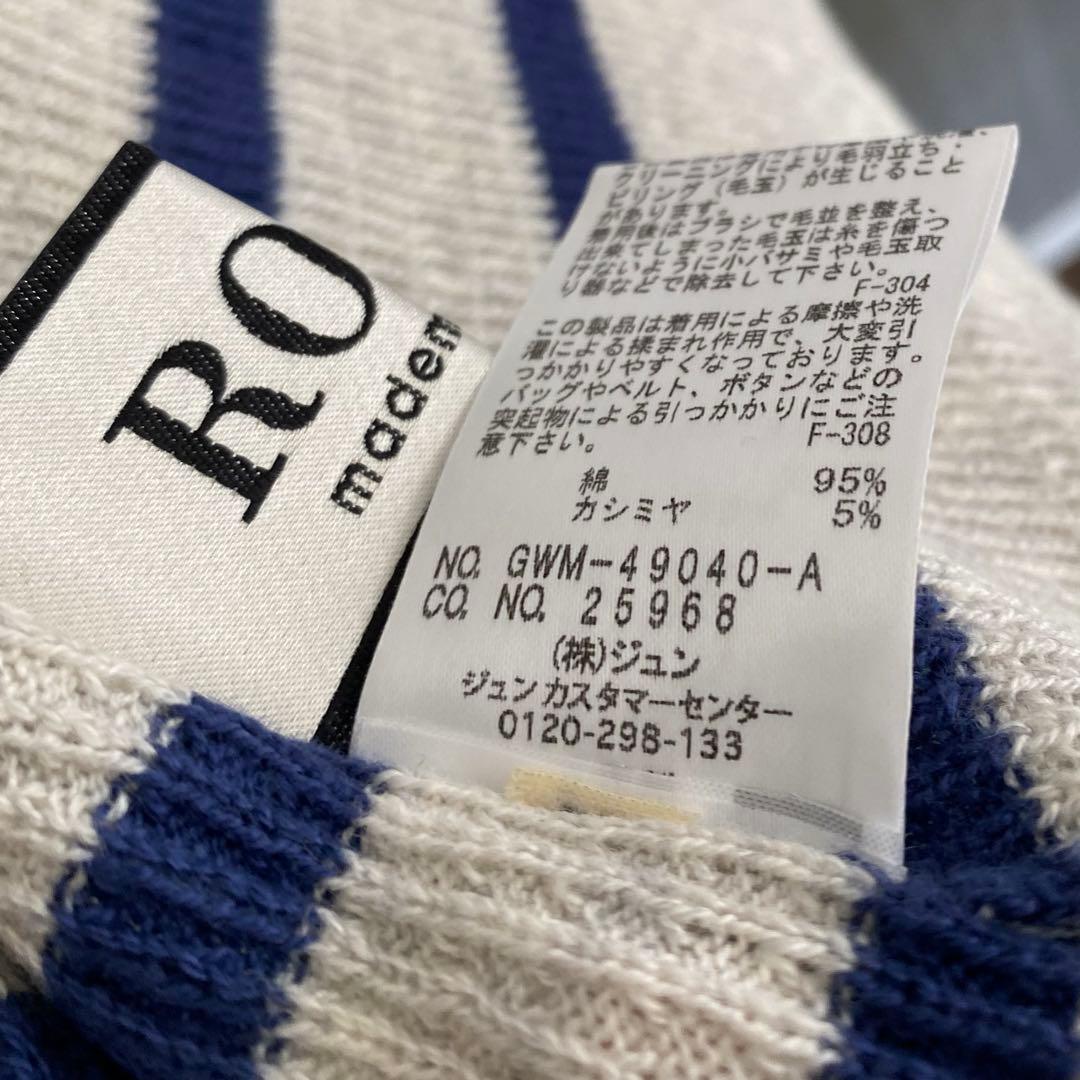 RO
madem
クリーニングにより毛羽立ち・
ピリング(毛玉)が生じること
があります。
着用後はブラシで毛並を整え、
出来てしまった毛玉は糸を傷つ
けないように小バサミや毛玉取
り器などで除去して下さい。
F-304
この製品は着用による摩擦や洗
濯による揉まれ作用で、大変引
っかかりやすくなっております。
バッグやベルト、ボタンなどの
突起物による引っかかりにご注
意下さい。
F-308
綿 95%
カシミヤ 5%
NO. GWM-49040-A
CO. NO. 25968
(株)ジュン
ジュンカスタマーセンター
0120-298-133